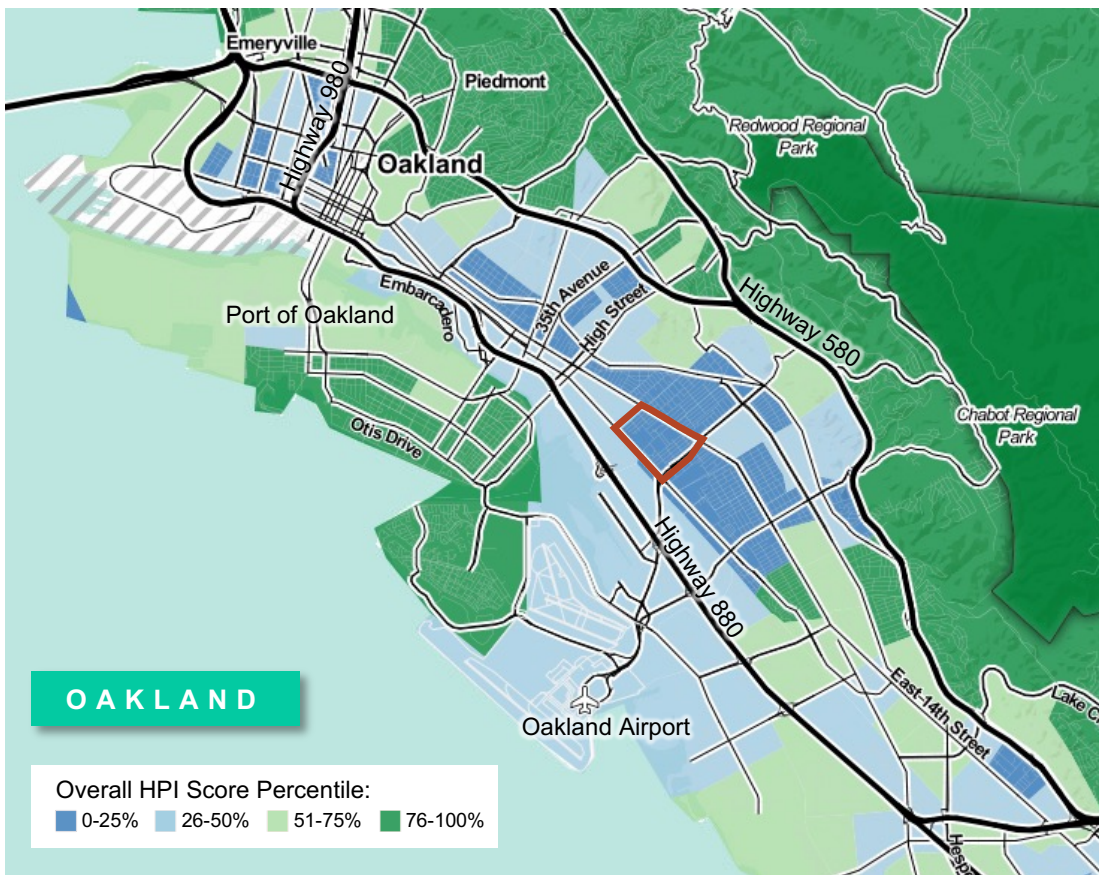 Emeryville
Highway 980
Piedmont
Redwood Regional
Park
Oakland
Embarcadero
35th Avenue
High Street
Port of Oakland
Highway 580
Chabot Regional
Park
Otis Drive
Highway 880
OAKLAND
East 14th Street
Lake C
Oakland Airport
Overall HPI Score Percentile:
0-25% 26-50% 51-75% 76-100%
Hesp